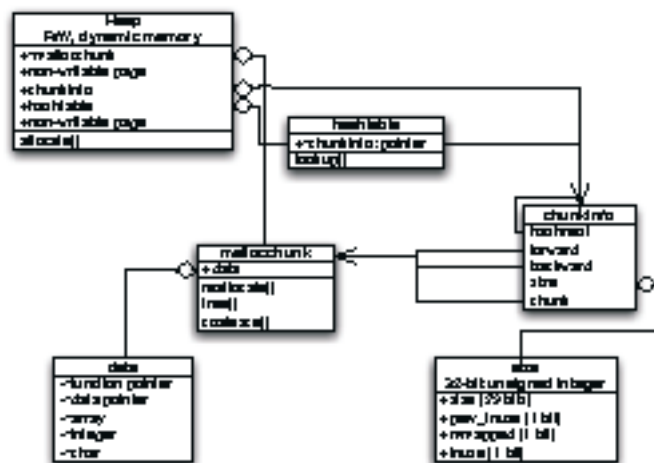 Heap
R/W, dynamic memory
+mallocchunk
+non-writable page
+chunkinfo
+hashtable
+non-writable page
allocate()
hashtable
+*chunkinfo: pointer
lookup()
chunkinfo
hashnext
forward
backward
size
chunk
mallocchunk
+data
reallocate()
free()
coalesce()
data
-*function pointer
-*data pointer
-*array
-*integer
-*char
size
32-bit unsigned integer
+size (29 bits)
+prev_inuse (1 bit)
+mmapped (1 bit)
+inuse (1 bit)